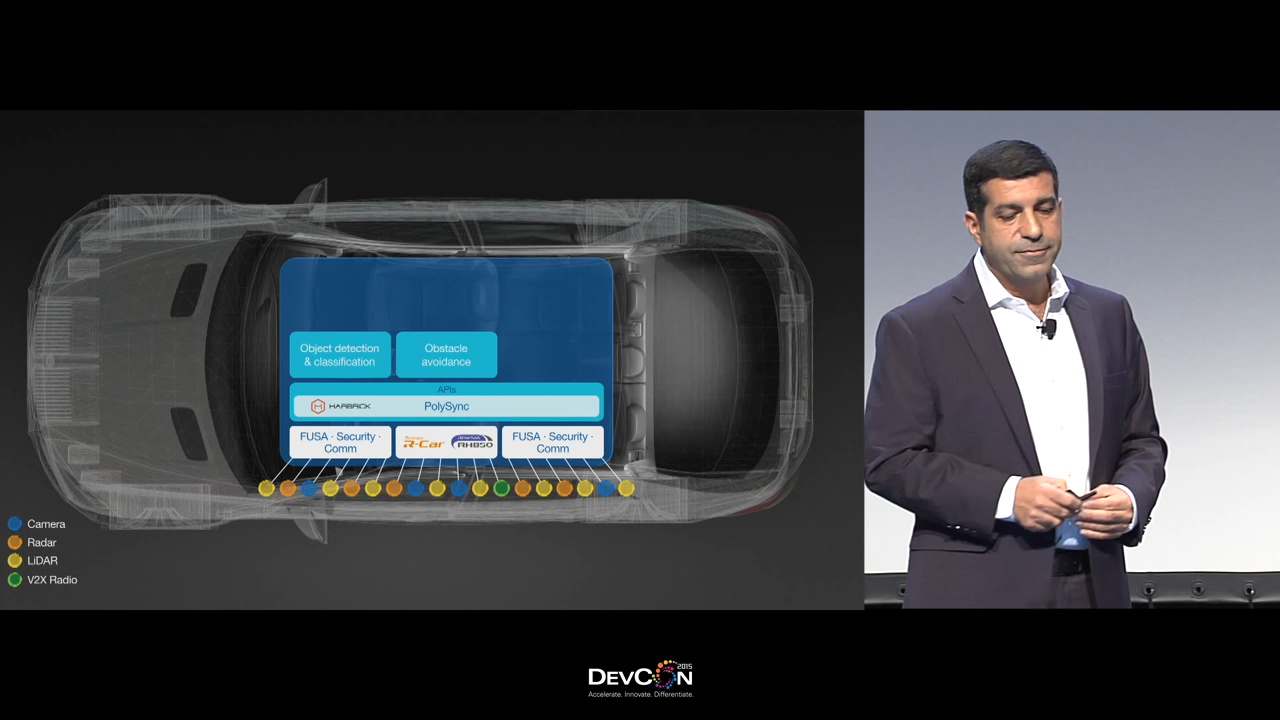 Object detection
& classification
Obstacle
avoidance
APIs
HARBRICK
PolySync
FUSA · Security ·
Comm
R-Car
RH850
FUSA · Security ·
Comm
Camera
Radar
LiDAR
V2X Radio
2015
DEVCON
Accelerate. Innovate. Differentiate.